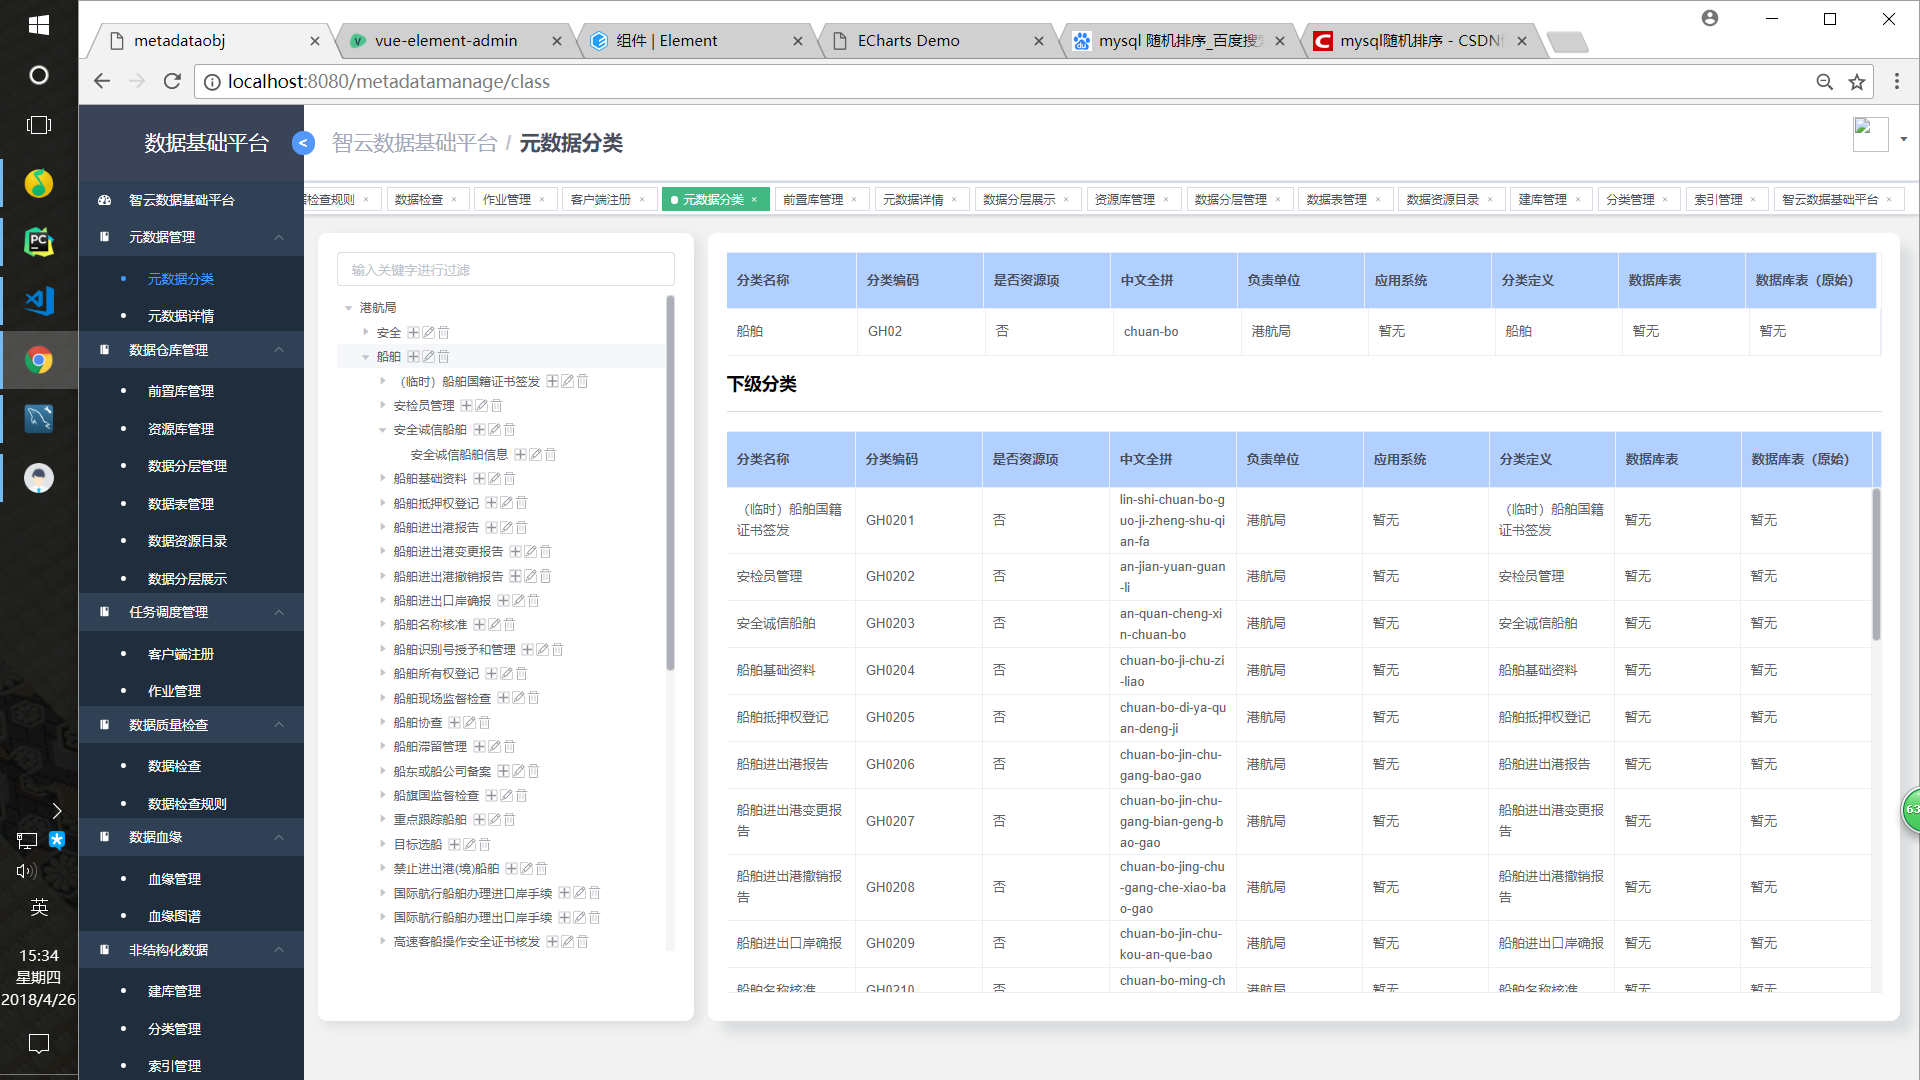 metadataobj
vue-element-admin
组件 | Element
ECharts Demo
mysql 随机排序_百度搜
mysql随机排序 - CSDN
localhost:8080/metadatamanage/class
数据基础平台
<
智云数据基础平台 / 元数据分类
检查规则 × 数据检查 × 作业管理 × 客户端注册 × 元数据分类 × 前置库管理 × 元数据详情 × 数据分层展示 × 资源库管理 × 数据分层管理 × 数据表管理 × 数据资源目录 × 建库管理 × 分类管理 × 索引管理 × 智云数据基础平台 ×
智云数据基础平台
元数据管理
元数据分类
元数据详情
数据仓库管理
前置库管理
资源库管理
数据分层管理
数据表管理
数据资源目录
数据分层展示
任务调度管理
客户端注册
作业管理
数据质量检查
数据检查
数据检查规则
数据血缘
血缘管理
血缘图谱
非结构化数据
建库管理
分类管理
索引管理
输入关键字进行过滤
港航局
安全
船舶
（临时）船舶国籍证书签发
安检员管理
安全诚信船舶
安全诚信船舶信息
船舶基础资料
船舶抵押权登记
船舶进出港报告
船舶进出港变更报告
船舶进出港撤销报告
船舶进出口岸确报
船舶名称核准
船舶识别号授予和管理
船舶所有权登记
船舶现场监督检查
船舶协查
船舶滞留管理
船东或船公司备案
船旗国监督检查
重点跟踪船舶
目标选船
禁止进出港(境)船舶
国际航行船舶办理进口岸手续
国际航行船舶办理出口岸手续
高速客船操作安全证书核发
分类名称 分类编码 是否资源项 中文全拼 负责单位 应用系统 分类定义 数据库表 数据库表（原始）
船舶 GH02 否 chuan-bo 港航局 暂无 船舶 暂无 暂无
下级分类
分类名称 分类编码 是否资源项 中文全拼 负责单位 应用系统 分类定义 数据库表 数据库表（原始）
（临时）船舶国籍证书签发 GH0201 否 lin-shi-chuan-bo-guo-ji-zheng-shu-qian-fa 港航局 暂无 （临时）船舶国籍证书签发 暂无 暂无
安检员管理 GH0202 否 an-jian-yuan-guan-li 港航局 暂无 安检员管理 暂无 暂无
安全诚信船舶 GH0203 否 an-quan-cheng-xin-chuan-bo 港航局 暂无 安全诚信船舶 暂无 暂无
船舶基础资料 GH0204 否 chuan-bo-ji-chu-zi-liao 港航局 暂无 船舶基础资料 暂无 暂无
船舶抵押权登记 GH0205 否 chuan-bo-di-ya-quan-deng-ji 港航局 暂无 船舶抵押权登记 暂无 暂无
船舶进出港报告 GH0206 否 chuan-bo-jin-chu-gang-bao-gao 港航局 暂无 船舶进出港报告 暂无 暂无
船舶进出港变更报告 GH0207 否 chuan-bo-jin-chu-gang-bian-geng-bao-gao 港航局 暂无 船舶进出港变更报告 暂无 暂无
船舶进出港撤销报告 GH0208 否 chuan-bo-jing-chu-gang-che-xiao-bao-gao 港航局 暂无 船舶进出港撤销报告 暂无 暂无
船舶进出口岸确报 GH0209 否 chuan-bo-jin-chu-kou-an-que-bao 港航局 暂无 船舶进出口岸确报 暂无 暂无
船舶名称核准 GH0210 否 chuan-bo-ming-ch 港航局 暂无 船舶名称核准 暂无 暂无
63
英
15:34
星期四
2018/4/26